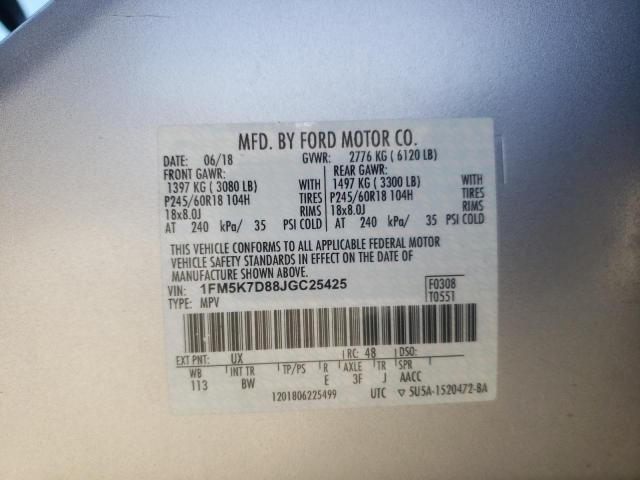 MFD. BY FORD MOTOR CO.
DATE: 06/18 GVWR: 2776 KG ( 6120 LB)
FRONT GAWR: REAR GAWR:
1397 KG ( 3080 LB) WITH 1497 KG ( 3300 LB) WITH
P245/60R18 104H TIRES P245/60R18 104H TIRES
18x8.0J RIMS 18x8.0J RIMS
AT 240 kPa/ 35 PSI COLD AT 240 kPa/ 35 PSI COLD
THIS VEHICLE CONFORMS TO ALL APPLICABLE FEDERAL MOTOR
VEHICLE SAFETY STANDARDS IN EFFECT ON THE DATE OF
MANUFACTURE SHOWN ABOVE.
VIN: 1FM5K7D88JGC25425 F0308
TYPE: MPV T0551
EXT PNT: UX RC: 48 DSO:
WB INT TR TP/PS R AXLE TR SPR
113 BW E 3F J AACC
1201806225499 UTC ▽ SU5A-1520472-BA